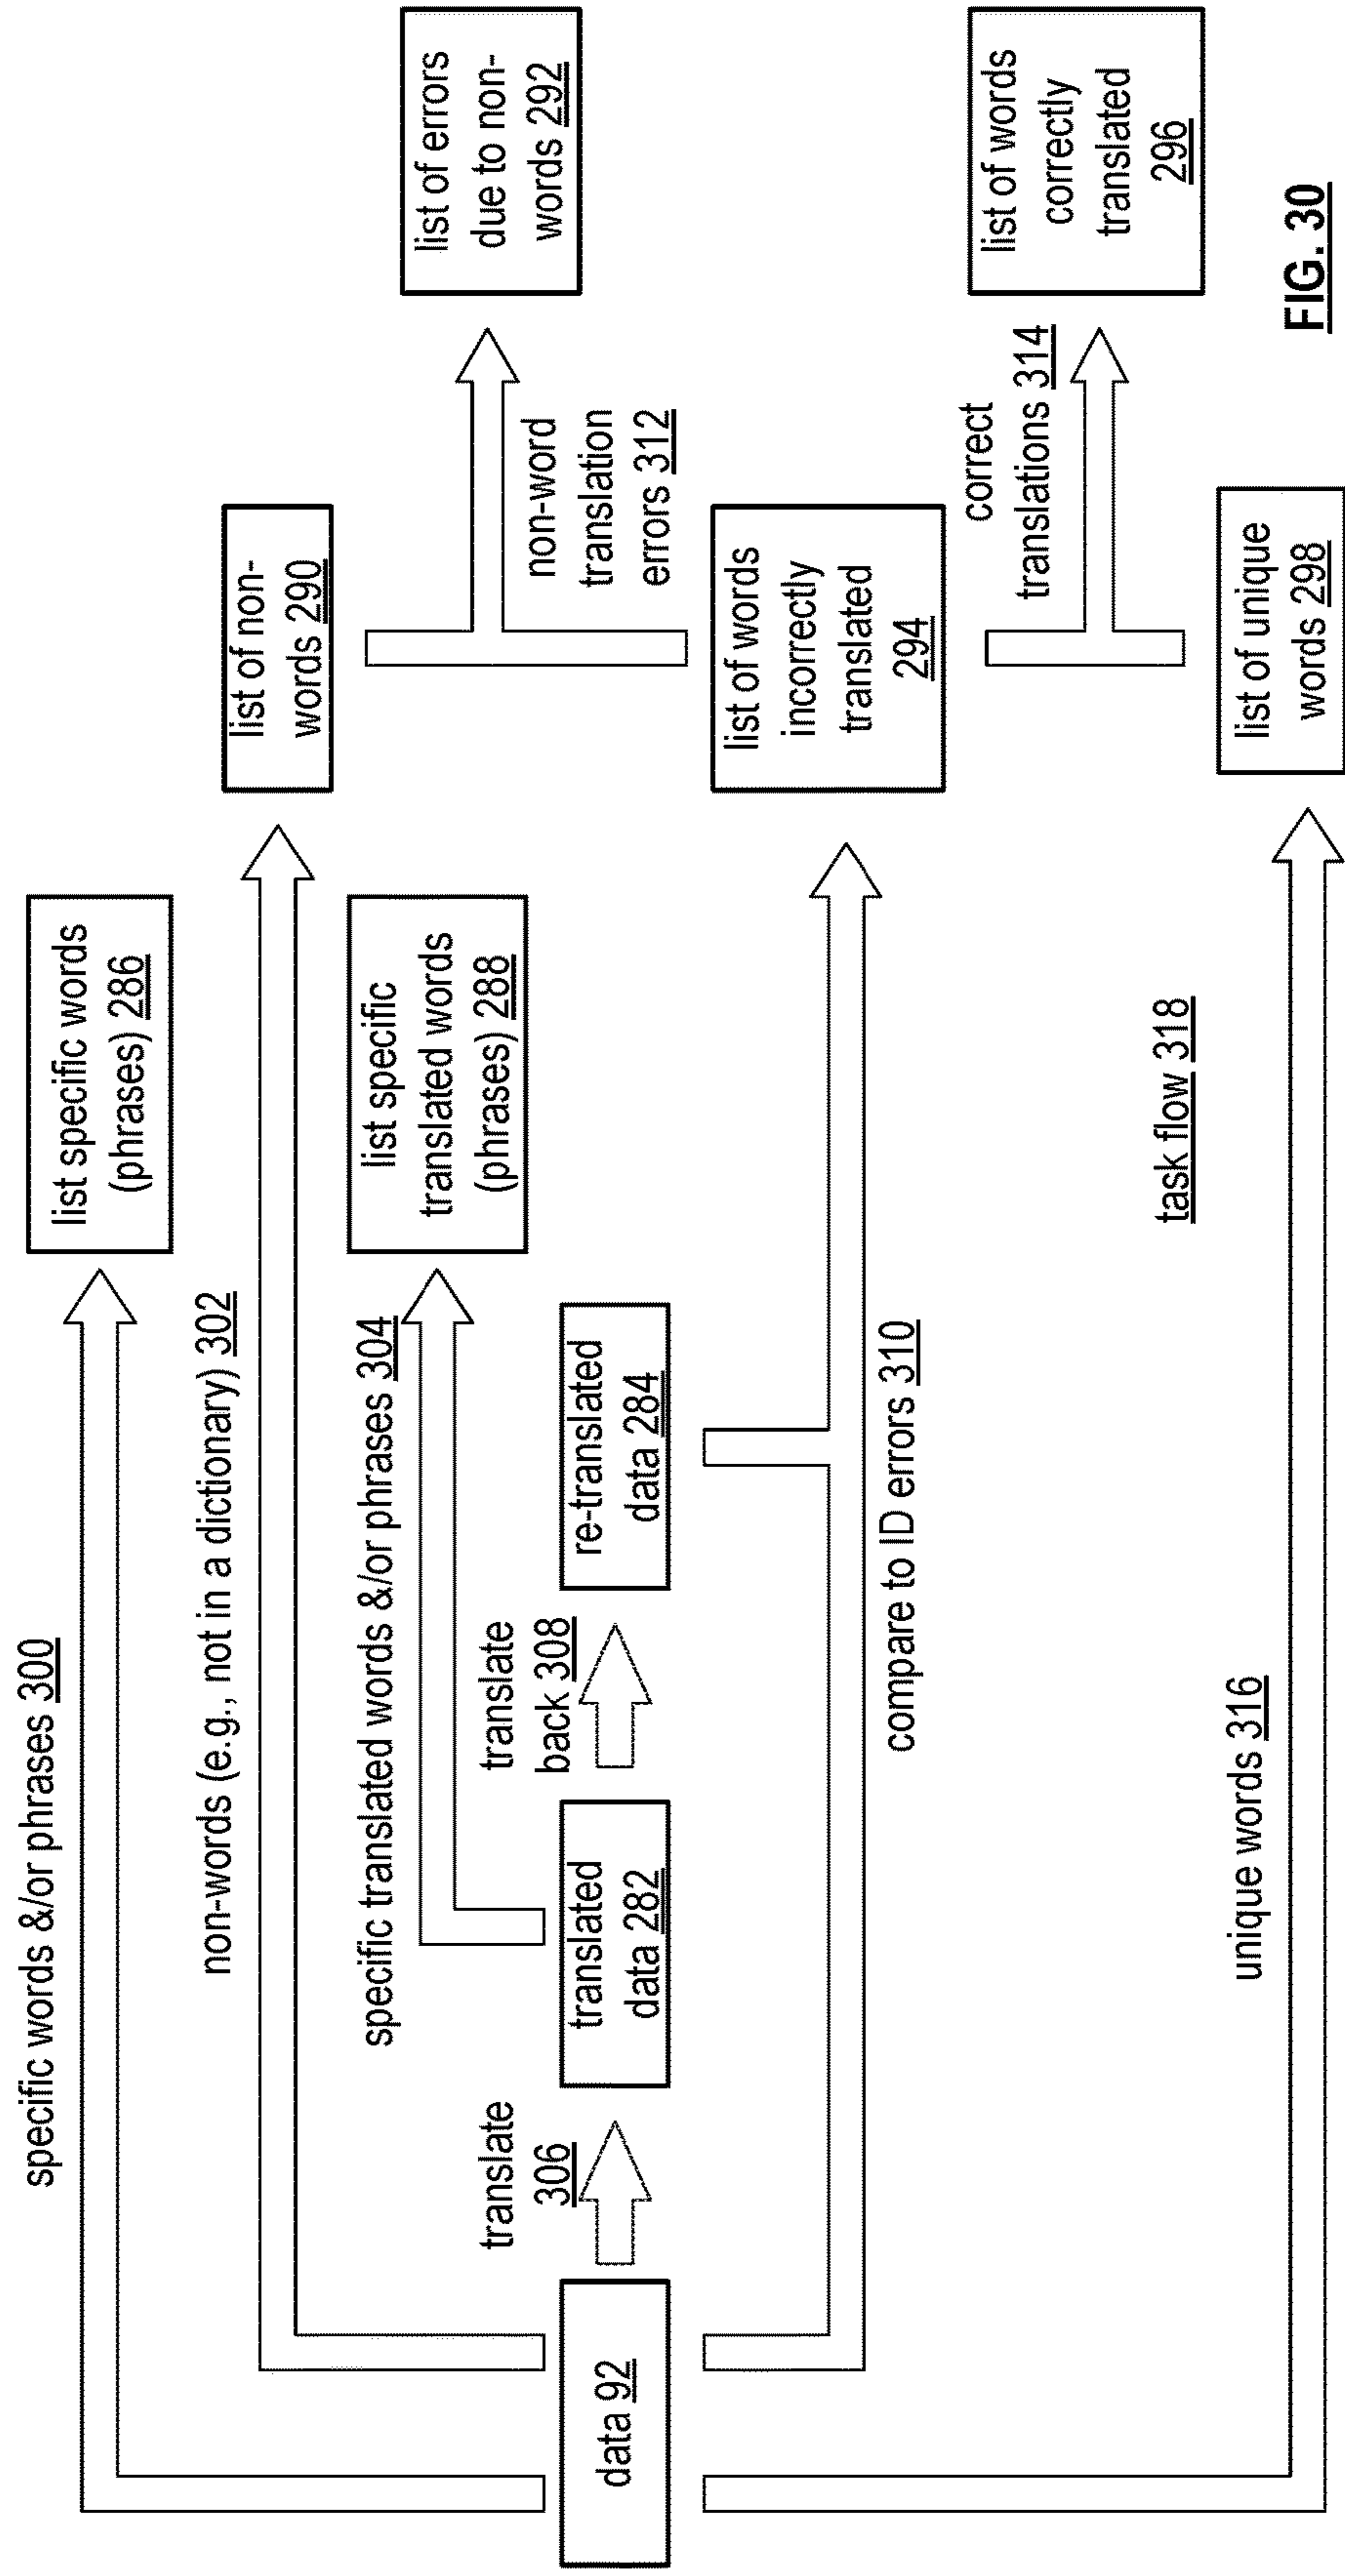 specific words &/or phrases 300
list specific words
(phrases) 286
non-words (e.g., not in a dictionary) 302
list of non-
words 290
specific translated words &/or phrases 304
list specific
translated words
(phrases) 288
list of errors
due to non-
words 292
non-word
translation
errors 312
data 92
translate
306
translated
data 282
translate
back 308
re-translated
data 284
compare to ID errors 310
list of words
incorrectly
translated
294
correct
translations 314
list of words
correctly
translated
296
task flow 318
unique words 316
list of unique
words 298
FIG. 30